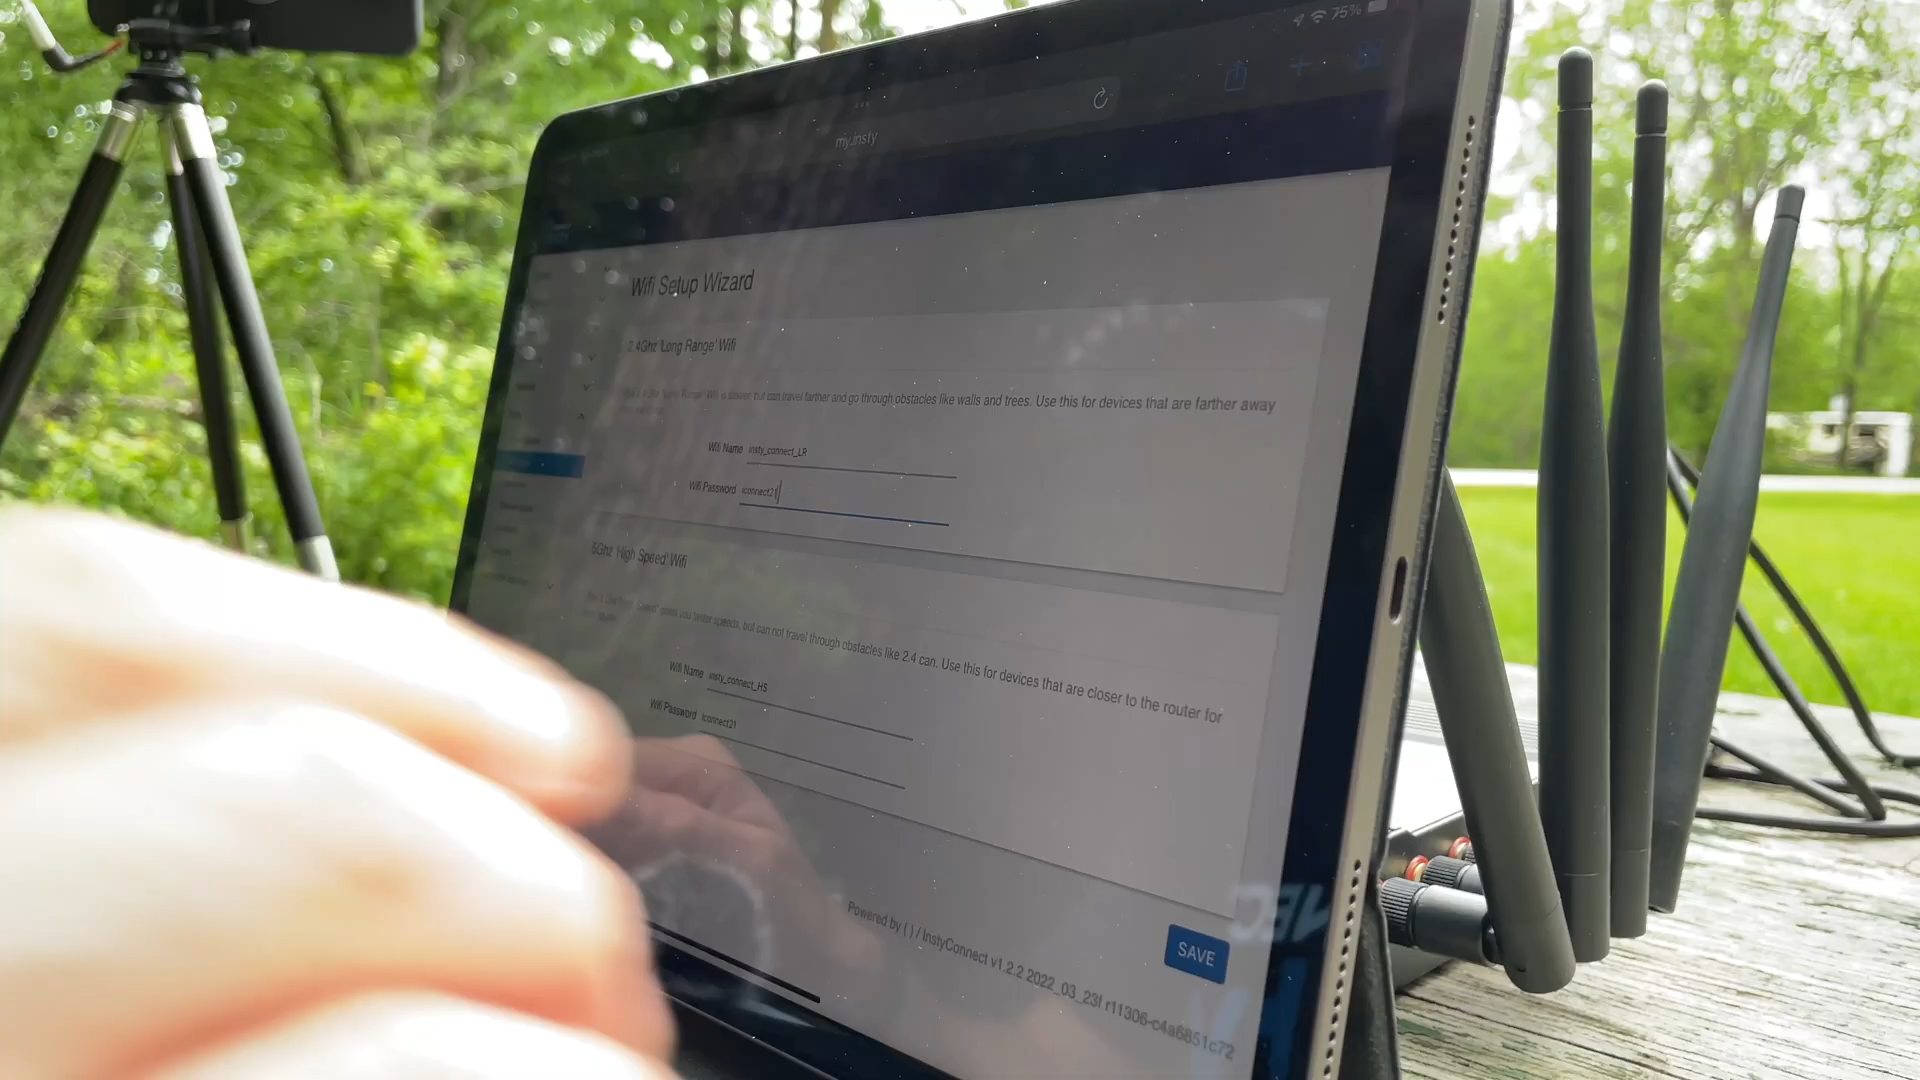 75%
my.insty
Wifi Setup Wizard
2.4Ghz 'Long Range' Wifi
but can travel farther and go through obstacles like walls and trees. Use this for devices that are farther away
Wifi Name insty_connect_LR
Wifi Password iconnect21
5Ghz 'High Speed' Wifi
you faster speeds, but can not travel through obstacles like 2.4 can. Use this for devices that are closer to the router for
Wifi Name insty_connect_HS
Wifi Password iconnect21
SAVE
Powered by ( ) / InstyConnect v1.2.2 2022_03_23f r11306-c4a6851c72